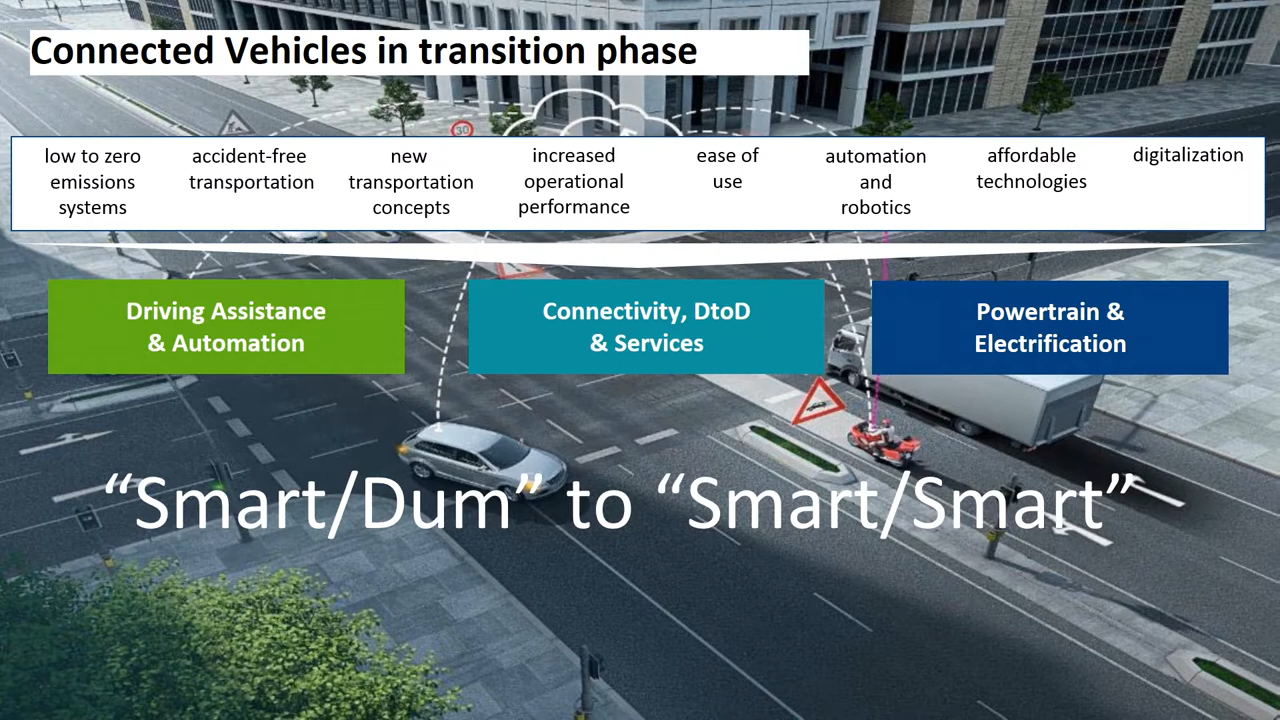 Connected Vehicles in transition phase
30
low to zero
emissions
systems
accident-free
transportation
new
transportation
concepts
increased
operational
performance
ease of
use
automation
and
robotics
affordable
technologies
digitalization
Driving Assistance
& Automation
Connectivity, DtoD
& Services
Powertrain &
Electrification
“Smart/Dum” to “Smart/Smart”